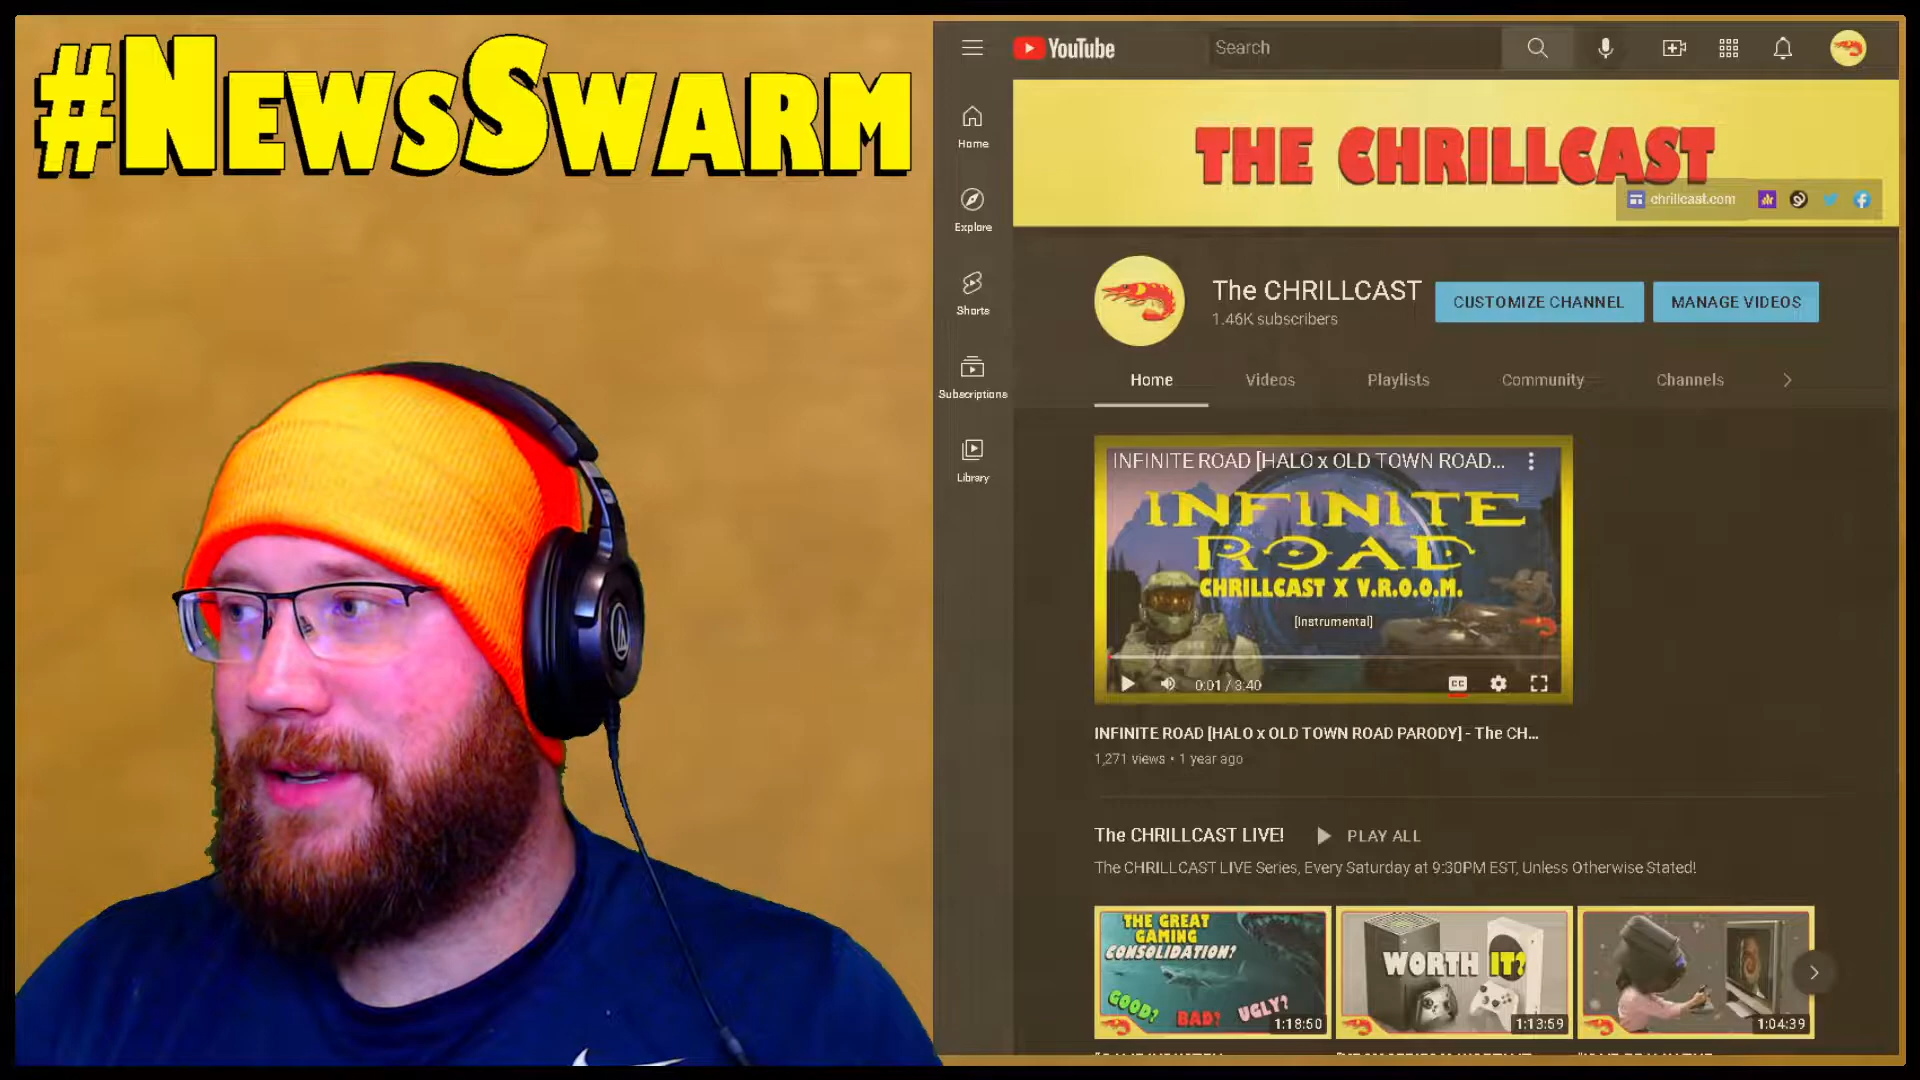 #NewsSwarm
YouTube
Search
Home
Explore
Shorts
Subscriptions
Library
THE CHRILLCAST
chrillcast.com
The CHRILLCAST
1.46K subscribers
CUSTOMIZE CHANNEL
MANAGE VIDEOS
Home
Videos
Playlists
Community
Channels
INFINITE ROAD [HALO x OLD TOWN ROAD...
INFINITE
ROAD
CHRILLCAST X V.R.O.O.M.
[Instrumental]
0:01 / 3:40
CC
INFINITE ROAD [HALO x OLD TOWN ROAD PARODY] - The CH...
1,271 views • 1 year ago
The CHRILLCAST LIVE!
PLAY ALL
The CHRILLCAST LIVE Series, Every Saturday at 9:30PM EST, Unless Otherwise Stated!
THE GREAT
GAMING
CONSOLIDATION?
GOOD? BAD? UGLY?
1:18:50
WORTH IT?
1:13:59
1:04:39